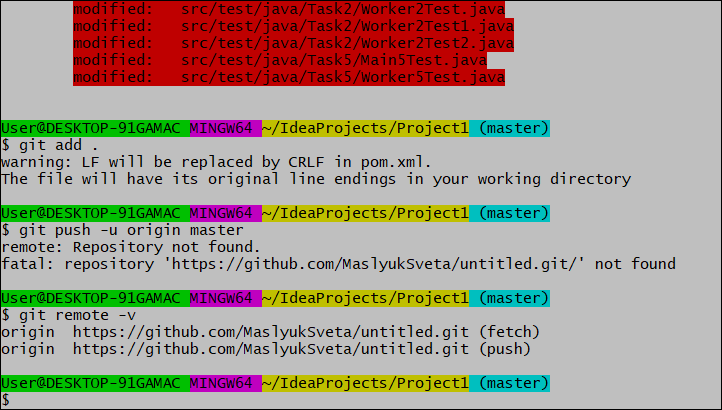 modified:   src/test/java/Task2/Worker2Test.java
modified:   src/test/java/Task2/Worker2Test1.java
modified:   src/test/java/Task2/Worker2Test2.java
modified:   src/test/java/Task5/Main5Test.java
modified:   src/test/java/Task5/Worker5Test.java
User@DESKTOP-91GAMAC MINGW64 ~/IdeaProjects/Project1 (master)
$ git add .
warning: LF will be replaced by CRLF in pom.xml.
The file will have its original line endings in your working directory
User@DESKTOP-91GAMAC MINGW64 ~/IdeaProjects/Project1 (master)
$ git push -u origin master
remote: Repository not found.
fatal: repository 'https://github.com/MaslyukSveta/untitled.git/' not found
User@DESKTOP-91GAMAC MINGW64 ~/IdeaProjects/Project1 (master)
$ git remote -v
origin  https://github.com/MaslyukSveta/untitled.git (fetch)
origin  https://github.com/MaslyukSveta/untitled.git (push)
User@DESKTOP-91GAMAC MINGW64 ~/IdeaProjects/Project1 (master)
$